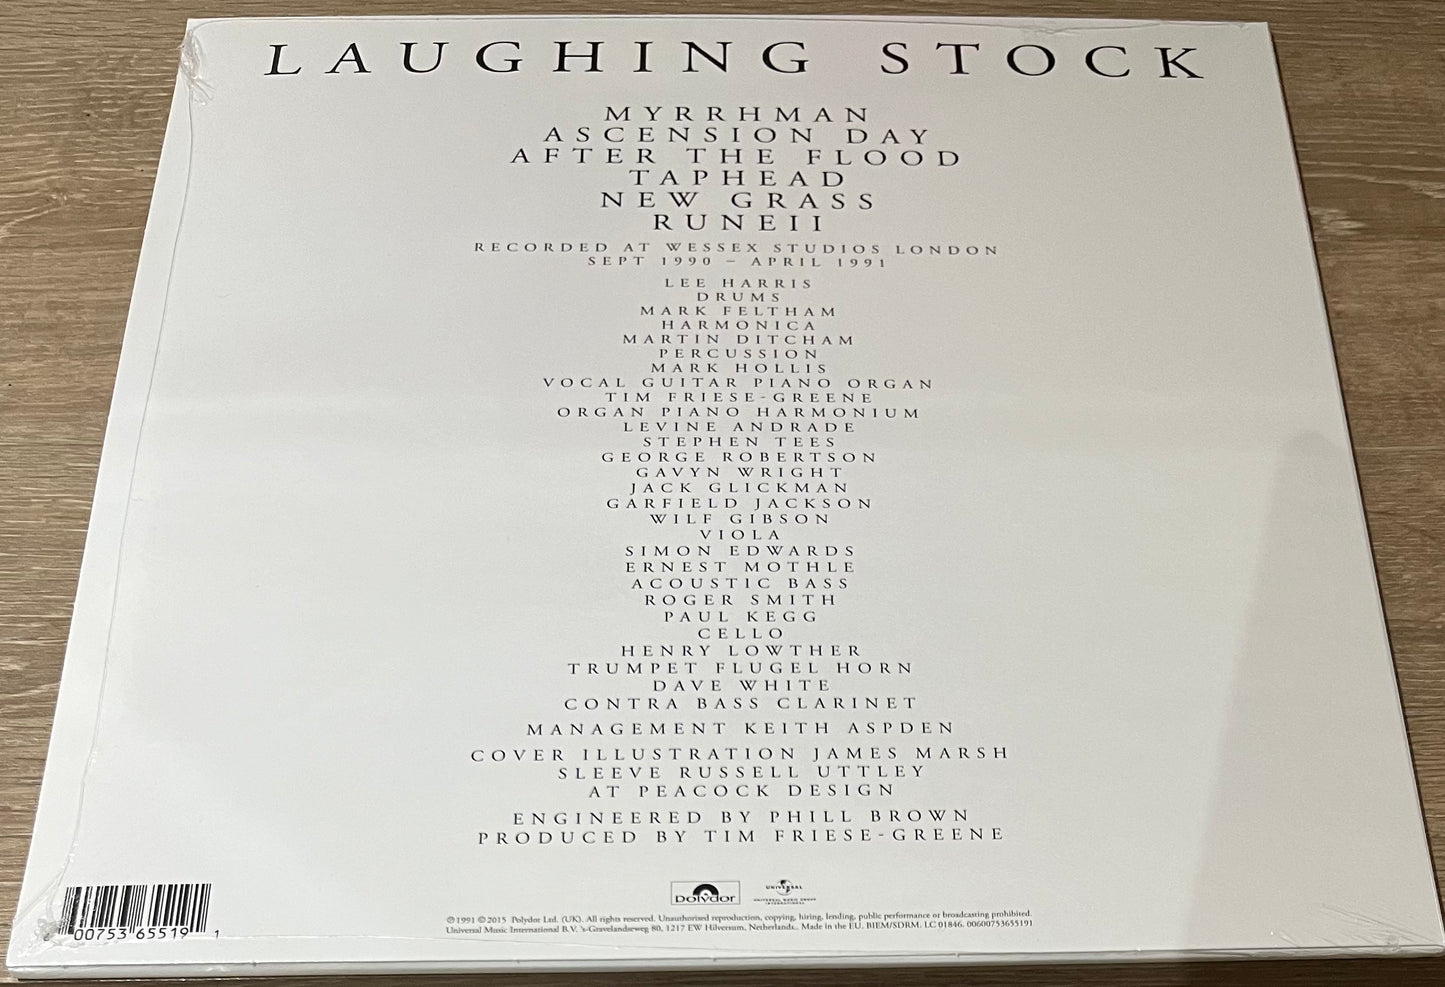 LAUGHING STOCK
MYRRHMAN
ASCENSION DAY
AFTER THE FLOOD
TAPHEAD
NEW GRASS
RUNEII
RECORDED AT WESSEX STUDIOS LONDON
SEPT 1990 – APRIL 1991
LEE HARRIS
DRUMS
MARK FELTHAM
HARMONICA
MARTIN DITCHAM
PERCUSSION
MARK HOLLIS
VOCAL GUITAR PIANO ORGAN
TIM FRIESE-GREENE
ORGAN PIANO HARMONIUM
LEVINE ANDRADE
STEPHEN TEES
GEORGE ROBERTSON
GAVYN WRIGHT
JACK GLICKMAN
GARFIELD JACKSON
WILF GIBSON
VIOLA
SIMON EDWARDS
ERNEST MOTHLE
ACOUSTIC BASS
ROGER SMITH
PAUL KEGG
CELLO
HENRY LOWTHER
TRUMPET FLUGEL HORN
DAVE WHITE
CONTRA BASS CLARINET
MANAGEMENT KEITH ASPDEN
COVER ILLUSTRATION JAMES MARSH
SLEEVE RUSSELL UTTLEY
AT PEACOCK DESIGN
ENGINEERED BY PHILL BROWN
PRODUCED BY TIM FRIESE-GREENE
polydor
UNIVERSAL
UNIVERSAL MUSIC GROUP
INTERNATIONAL
℗ 1991 © 2015 Polydor Ltd. (UK). All rights reserved. Unauthorised reproduction, copying, hiring, lending, public performance or broadcasting prohibited.
Universal Music International B.V. 's-Gravelandseweg 80, 1217 EW Hilversum, Netherlands. Made in the EU. BIEM/SDRM. LC 01846. 00600753655191
00753 65519 1